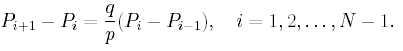 $P_{i+1} - P_i = \frac{q}{p}(P_i - P_{i-1}), \quad i = 1, 2, \ldots, N - 1.$